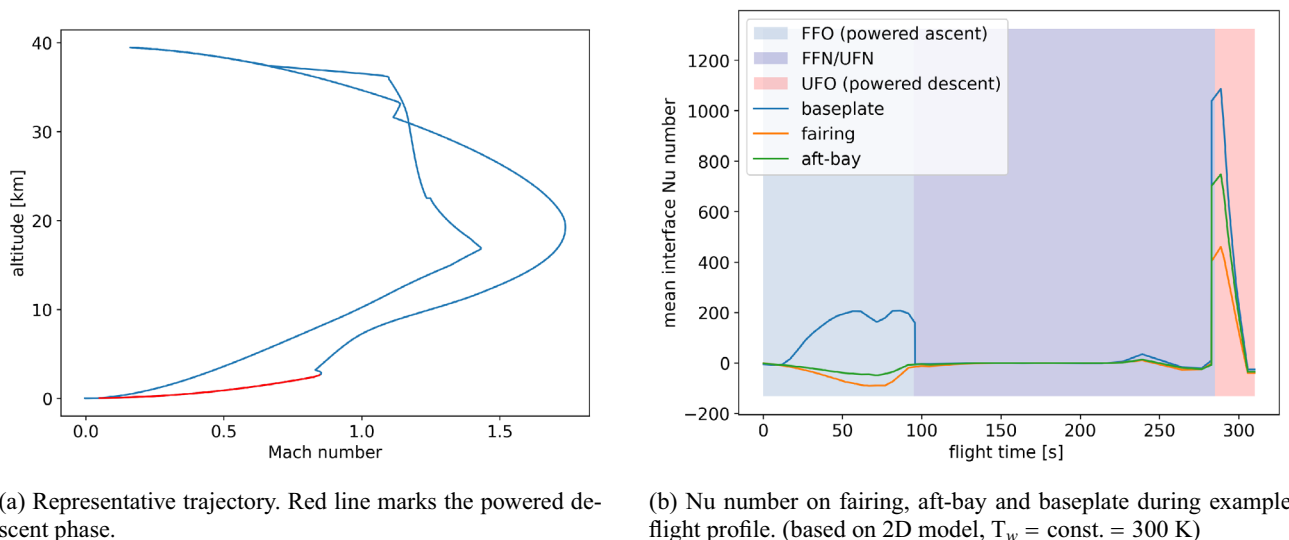 40
30
20
10
0
altitude [km]
0.0
0.5
1.0
1.5
Mach number
(a) Representative trajectory. Red line marks the powered de-
scent phase.
FFO (powered ascent)
FFN/UFN
UFO (powered descent)
baseplate
fairing
aft-bay
1200
1000
800
600
400
200
0
−200
mean interface Nu number
0
50
100
150
200
250
300
flight time [s]
(b) Nu number on fairing, aft-bay and baseplate during example
flight profile. (based on 2D model, T_w = const. = 300 K)